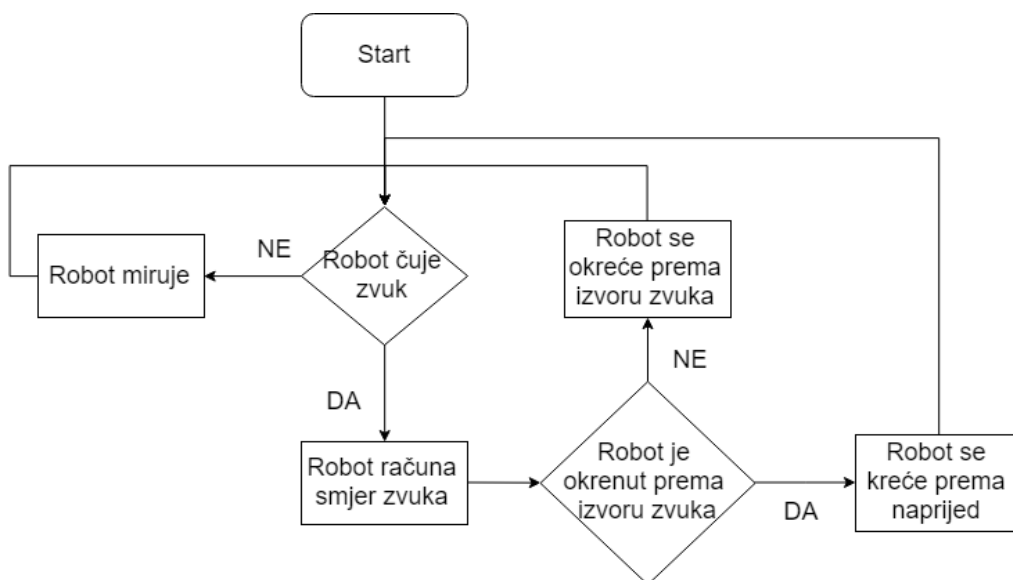 Start
NE
Robot miruje
Robot čuje
zvuk
Robot se
okreće prema
izvoru zvuka
NE
DA
Robot računa
smjer zvuka
Robot je
okrenut prema
izvoru zvuka
DA
Robot se
kreće prema
naprijed